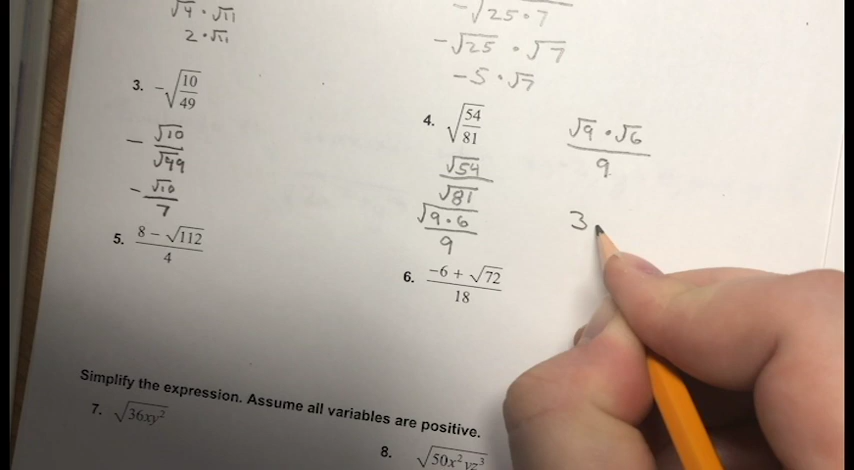 √4 · √11
2 · √11
-√25·7
-√25 · √7
-5 · √7
3. -√10/49
-√10/√49
-√10/7
4. √54/81
√54/√81
√9·6/9
√9 · √6/9
3
5. 8 − √112/4
6. −6 + √72/18
Simplify the expression. Assume all variables are positive.
7. √36xy²
8. √50x²yz³